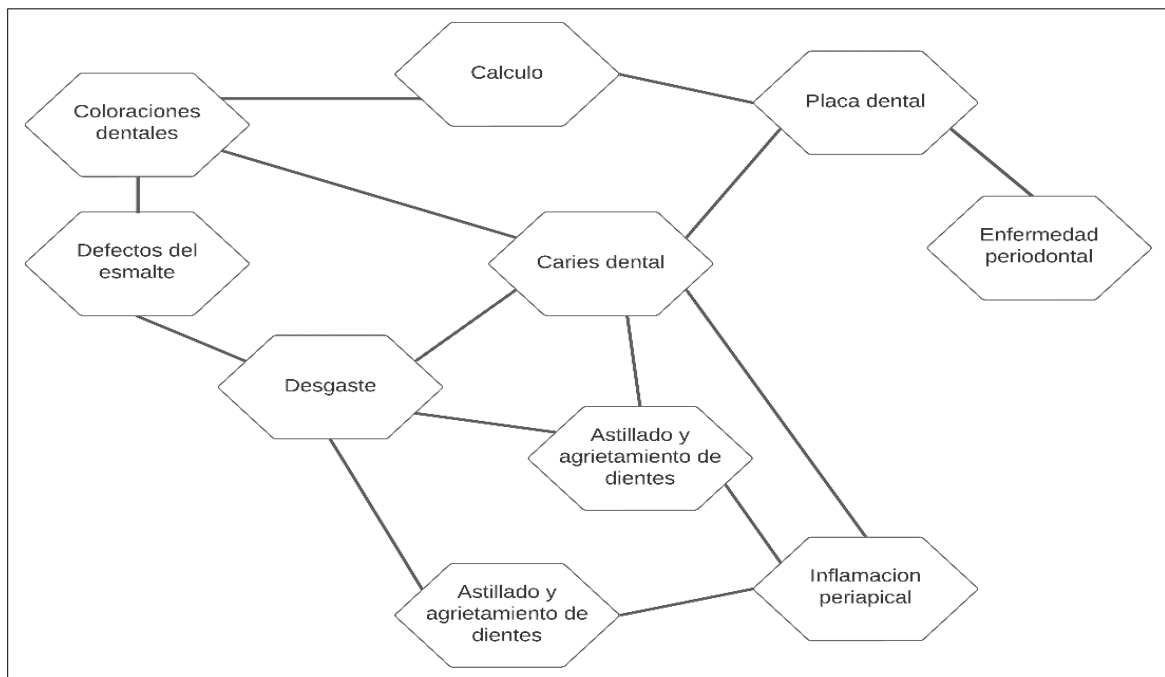 Calculo
Placa dental
Coloraciones
dentales
Defectos del
esmalte
Caries dental
Enfermedad
periodontal
Desgaste
Astillado y
agrietamiento de
dientes
Astillado y
agrietamiento de
dientes
Inflamacion
periapical